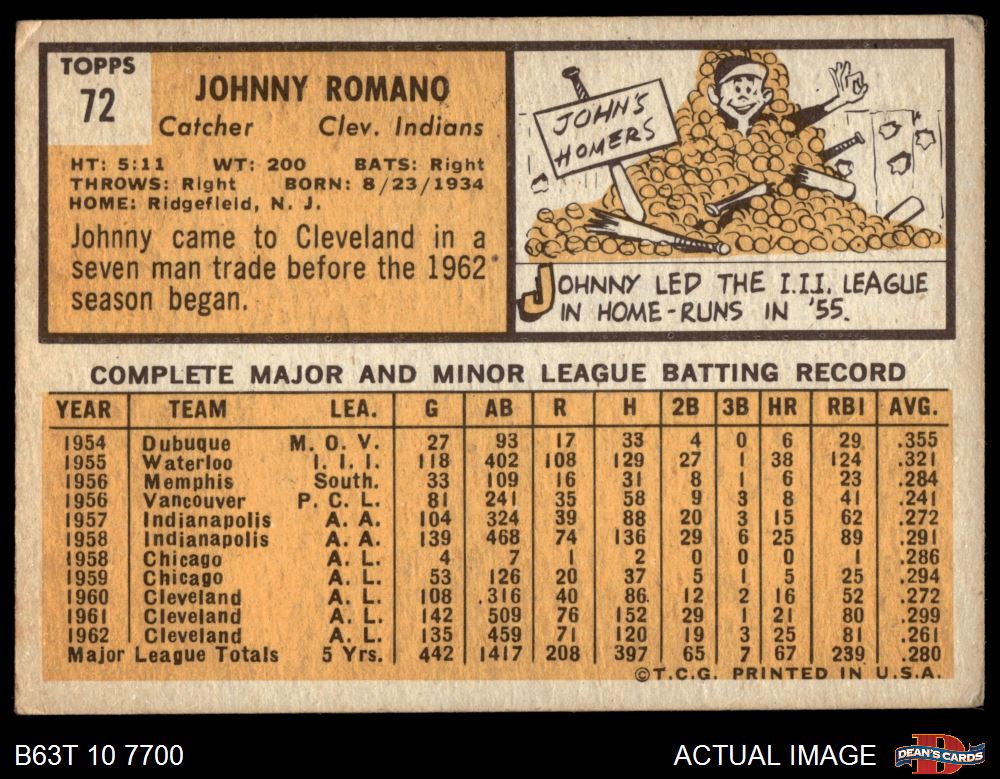 TOPPS
72
JOHNNY ROMANO
Catcher Clev. Indians
HT: 5:11 WT: 200 BATS: Right
THROWS: Right BORN: 8/23/1934
HOME: Ridgefield, N. J.
Johnny came to Cleveland in a
seven man trade before the 1962
season began.
JOHN'S
HOMERS
JOHNNY LED THE I.I.I. LEAGUE
IN HOME-RUNS IN '55.
COMPLETE MAJOR AND MINOR LEAGUE BATTING RECORD
YEAR TEAM LEA. G AB R H 2B 3B HR RBI AVG.
1954 Dubuque M. O. V. 27 93 17 33 4 0 6 29 .355
1955 Waterloo I. I. I. 118 402 108 129 27 1 38 124 .321
1956 Memphis South. 33 109 16 31 8 1 6 23 .284
1956 Vancouver P. C. L. 81 241 35 58 9 3 8 41 .241
1957 Indianapolis A. A. 104 324 39 88 20 3 15 62 .272
1958 Indianapolis A. A. 139 468 74 136 29 6 25 89 .291
1958 Chicago A. L. 4 7 1 2 0 0 0 1 .286
1959 Chicago A. L. 53 126 20 37 5 1 5 25 .294
1960 Cleveland A. L. 108 316 40 86 12 2 16 52 .272
1961 Cleveland A. L. 142 509 76 152 29 1 21 80 .299
1962 Cleveland A. L. 135 459 71 120 19 3 25 81 .261
Major League Totals 5 Yrs. 442 1417 208 397 65 7 67 239 .280
©T.C.G. PRINTED IN U.S.A.
B63T 10 7700 ACTUAL IMAGE DEAN'S CARDS